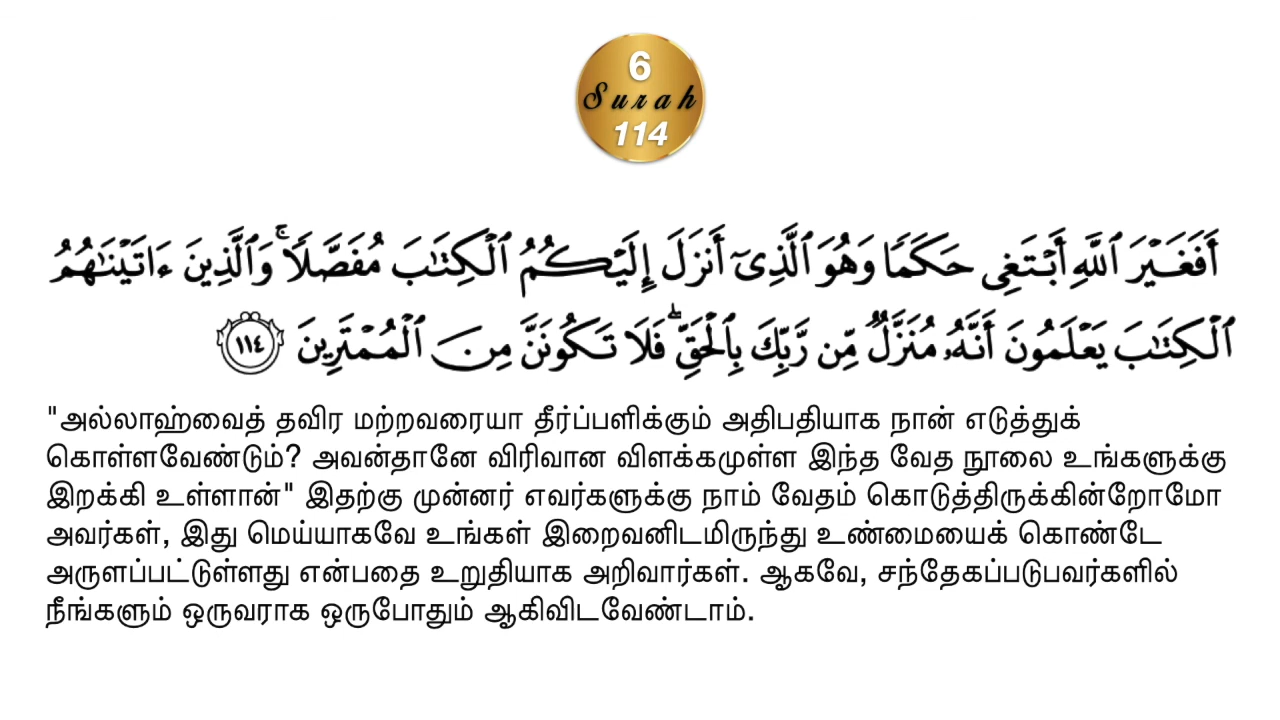 6
Surah
114
أَفَغَيْرَ ٱللَّهِ أَبْتَغِى حَكَمًا وَهُوَ ٱلَّذِىٓ أَنزَلَ إِلَيْكُمُ ٱلْكِتَٰبَ مُفَصَّلًا ۚ وَٱلَّذِينَ ءَاتَيْنَٰهُمُ
ٱلْكِتَٰبَ يَعْلَمُونَ أَنَّهُۥ مُنَزَّلٌ مِّن رَّبِّكَ بِٱلْحَقِّ ۖ فَلَا تَكُونَنَّ مِنَ ٱلْمُمْتَرِينَ ١١٤
"அல்லாஹ்வைத் தவிர மற்றவரையா தீர்ப்பளிக்கும் அதிபதியாக நான் எடுத்துக்
கொள்ளவேண்டும்? அவன்தானே விரிவான விளக்கமுள்ள இந்த வேத நூலை உங்களுக்கு
இறக்கி உள்ளான்" இதற்கு முன்னர் எவர்களுக்கு நாம் வேதம் கொடுத்திருக்கின்றோமோ
அவர்கள், இது மெய்யாகவே உங்கள் இறைவனிடமிருந்து உண்மையைக் கொண்டே
அருளப்பட்டுள்ளது என்பதை உறுதியாக அறிவார்கள். ஆகவே, சந்தேகப்படுபவர்களில்
நீங்களும் ஒருவராக ஒருபோதும் ஆகிவிடவேண்டாம்.